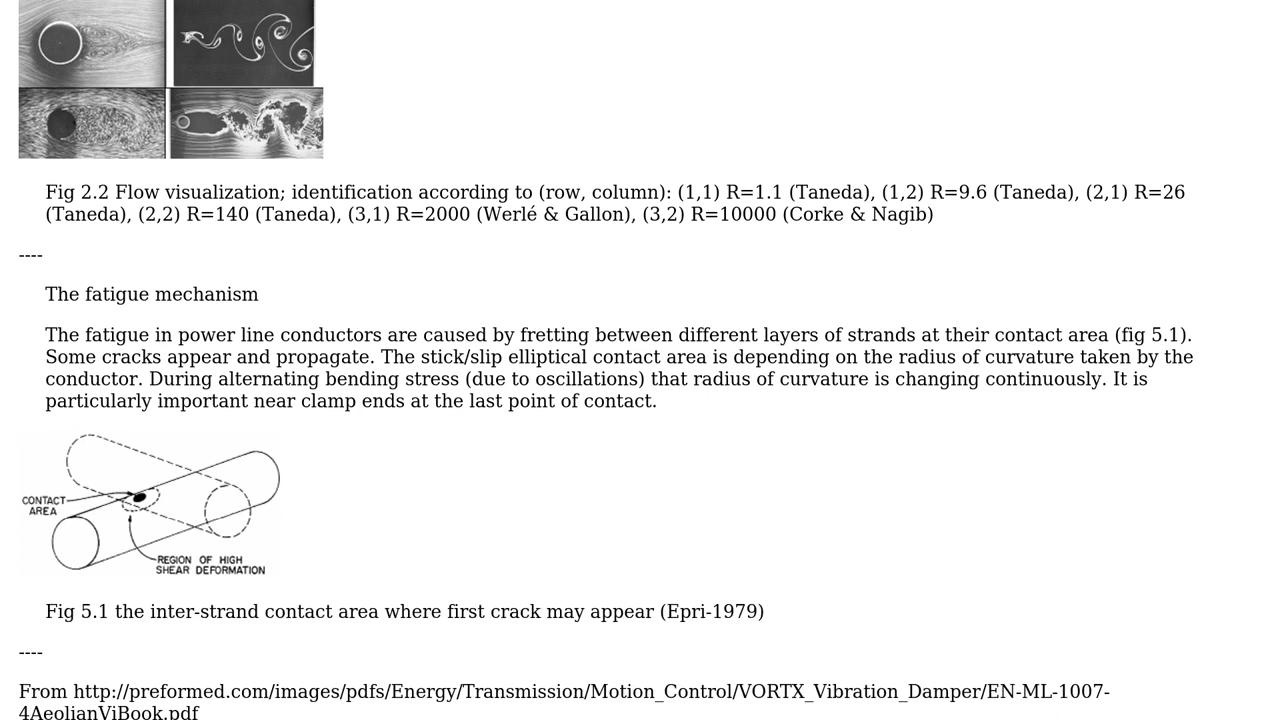 Fig 2.2 Flow visualization; identification according to (row, column): (1,1) R=1.1 (Taneda), (1,2) R=9.6 (Taneda), (2,1) R=26
(Taneda), (2,2) R=140 (Taneda), (3,1) R=2000 (Werlé & Gallon), (3,2) R=10000 (Corke & Nagib)
----
The fatigue mechanism
The fatigue in power line conductors are caused by fretting between different layers of strands at their contact area (fig 5.1).
Some cracks appear and propagate. The stick/slip elliptical contact area is depending on the radius of curvature taken by the
conductor. During alternating bending stress (due to oscillations) that radius of curvature is changing continuously. It is
particularly important near clamp ends at the last point of contact.
CONTACT
AREA
REGION OF HIGH
SHEAR DEFORMATION
Fig 5.1 the inter-strand contact area where first crack may appear (Epri-1979)
----
From http://preformed.com/images/pdfs/Energy/Transmission/Motion_Control/VORTX_Vibration_Damper/EN-ML-1007-
4AeolianViBook.pdf